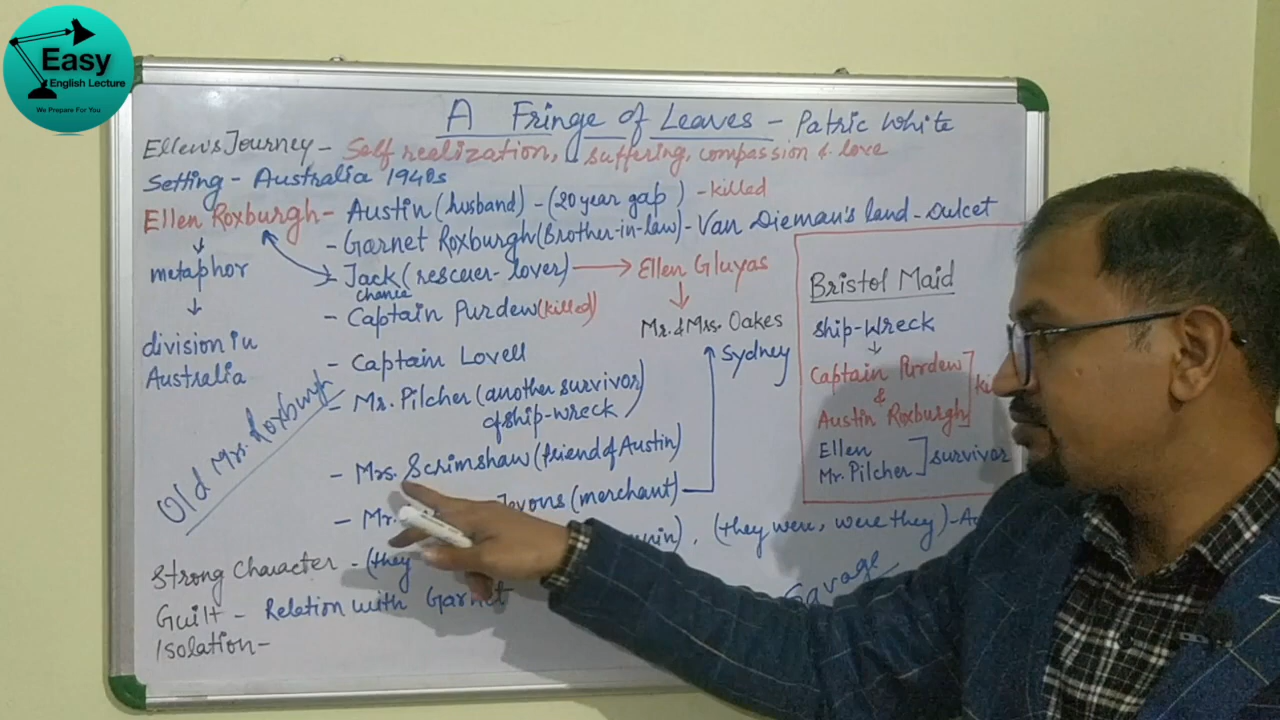 Easy
English Lecture
We Prepare For You
A Fringe of Leaves - Patric White
Ellen's Journey - Self realization, suffering, compassion & love
Setting - Australia 1940s
Ellen Roxburgh - Austin (husband) - (20 year gap) - killed
- Garnet Roxburgh (Brother-in-law) - Van Dieman's land - Dulcet
- Jack (rescuer - lover) → Ellen Gluyas
chance
Mr. & Mrs. Oakes
- Captain Purdew (killed)
- Captain Lovell
- Mr. Pilcher (another survivor
of ship-wreck)
- Mrs. Scrimshaw (friend of Austin)
- Mr. Jevons (merchant)
Sydney
metaphor
division in
Australia
Old Mrs. Roxburgh
Bristol Maid
ship-wreck
Captain Purdew
&
Austin Roxburgh
Ellen
Mr. Pilcher
survivor
Strong Character - (they (they were, were they) -
Savage
Guilt - Relation with Garnet
Isolation -